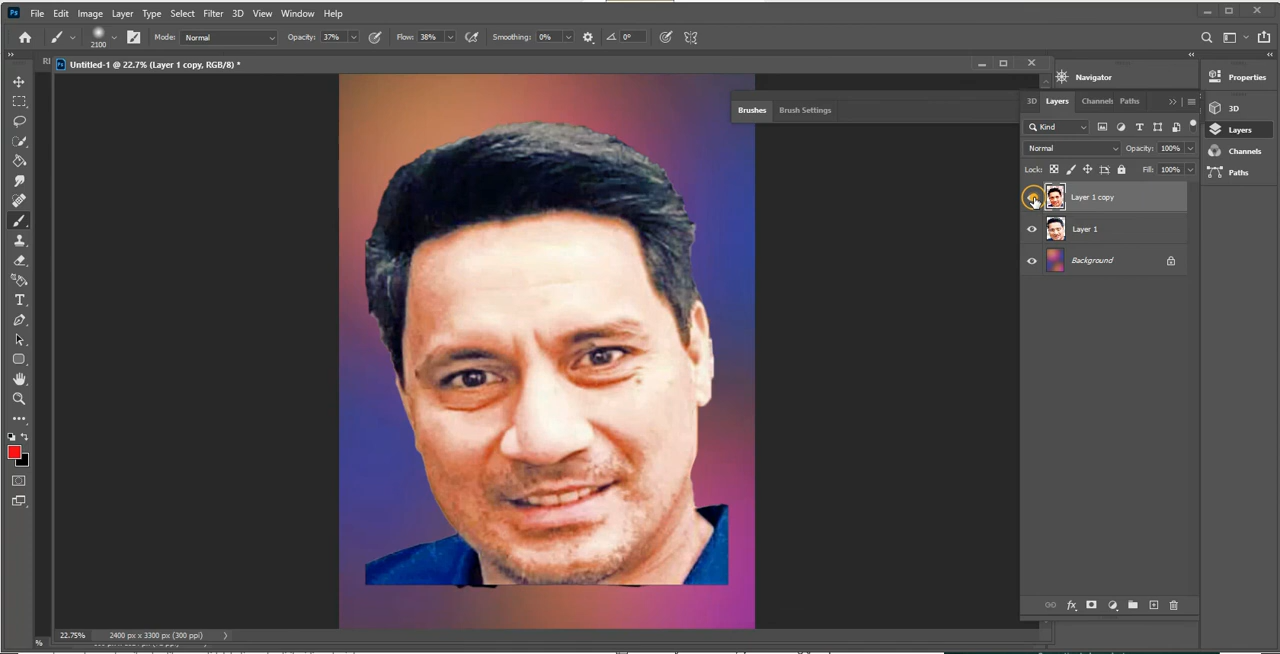 Ps File Edit Image Layer Type Select Filter 3D View Window Help
2100 Mode: Normal Opacity: 37% Flow: 38% Smoothing: 0% 0°
Ps Untitled-1 @ 22.7% (Layer 1 copy, RGB/8) *
Navigator
Properties
Brushes Brush Settings
3D Layers Channels Paths
3D
Kind
Layers
Normal Opacity: 100%
Channels
Lock: Fill: 100%
Paths
Layer 1 copy
Layer 1
Background
fx
22.75% 2400 px x 3300 px (300 ppi)